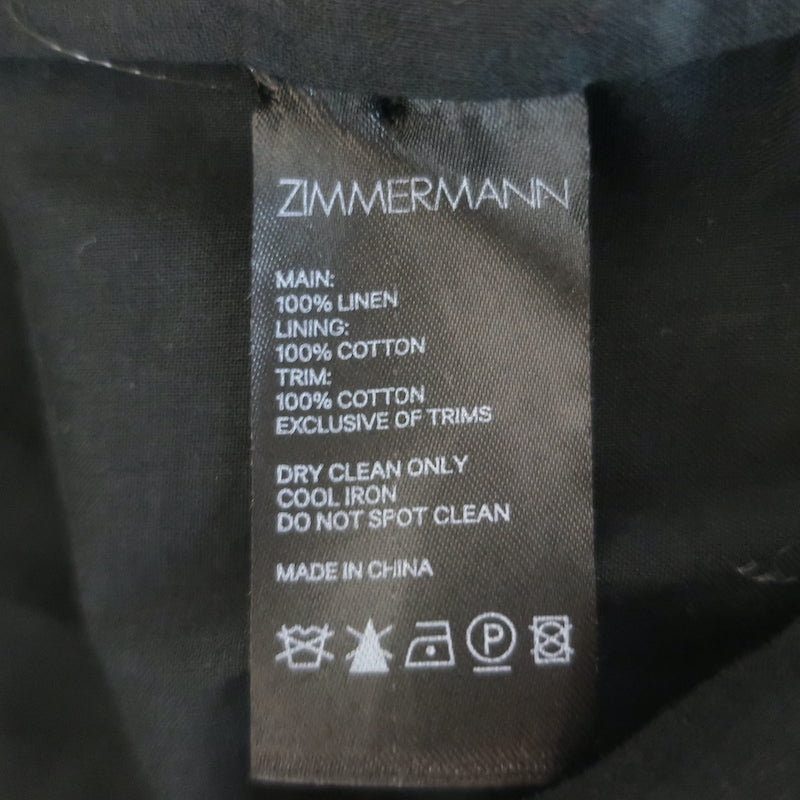 ZIMMERMANN
MAIN:
100% LINEN
LINING:
100% COTTON
TRIM:
100% COTTON
EXCLUSIVE OF TRIMS
DRY CLEAN ONLY
COOL IRON
DO NOT SPOT CLEAN
MADE IN CHINA
P